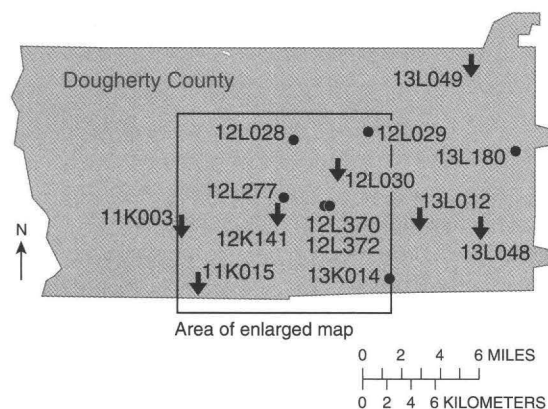 Dougherty County
13L049
12L028
12L029
13L180
12L030
12L277
13L012
11K003
12K141
12L370
12L372
13L048
N
11K015
13K014
Area of enlarged map
0 2 4 6 MILES
0 2 4 6 KILOMETERS